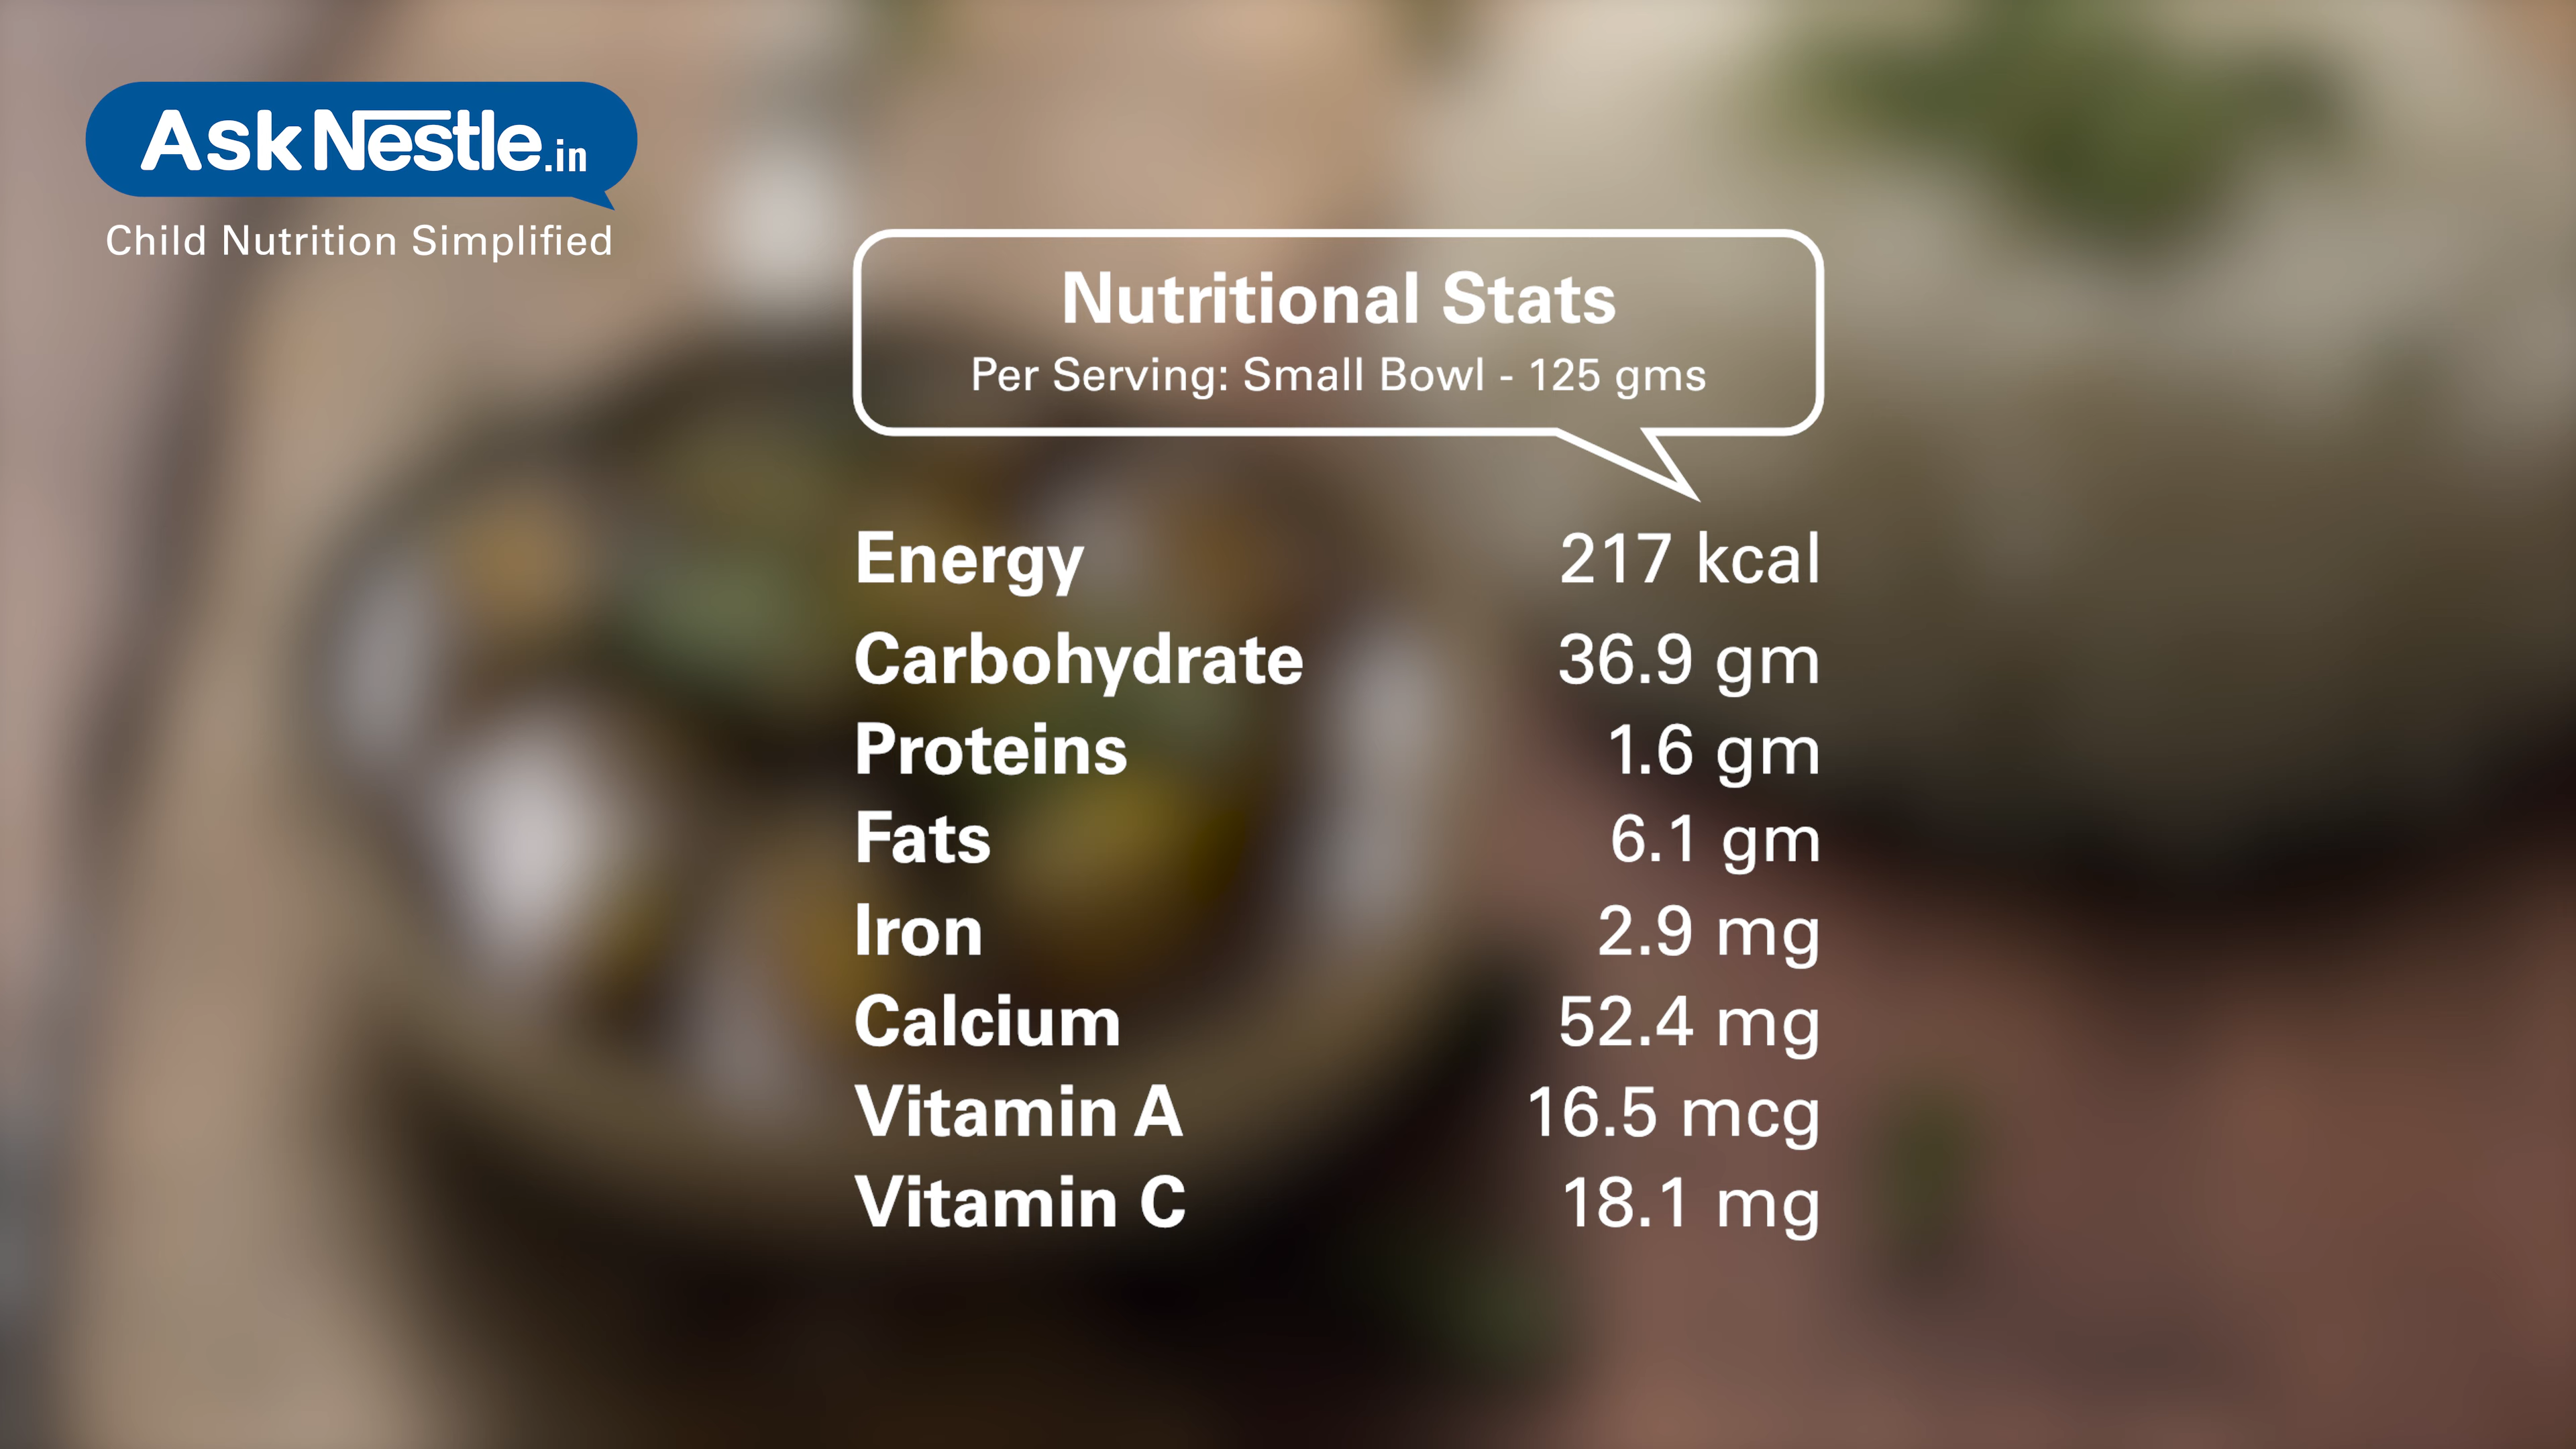 Ask Nestle.in
Child Nutrition Simplified
Nutritional Stats
Per Serving: Small Bowl - 125 gms
Energy 217 kcal
Carbohydrate 36.9 gm
Proteins 1.6 gm
Fats 6.1 gm
Iron 2.9 mg
Calcium 52.4 mg
Vitamin A 16.5 mcg
Vitamin C 18.1 mg